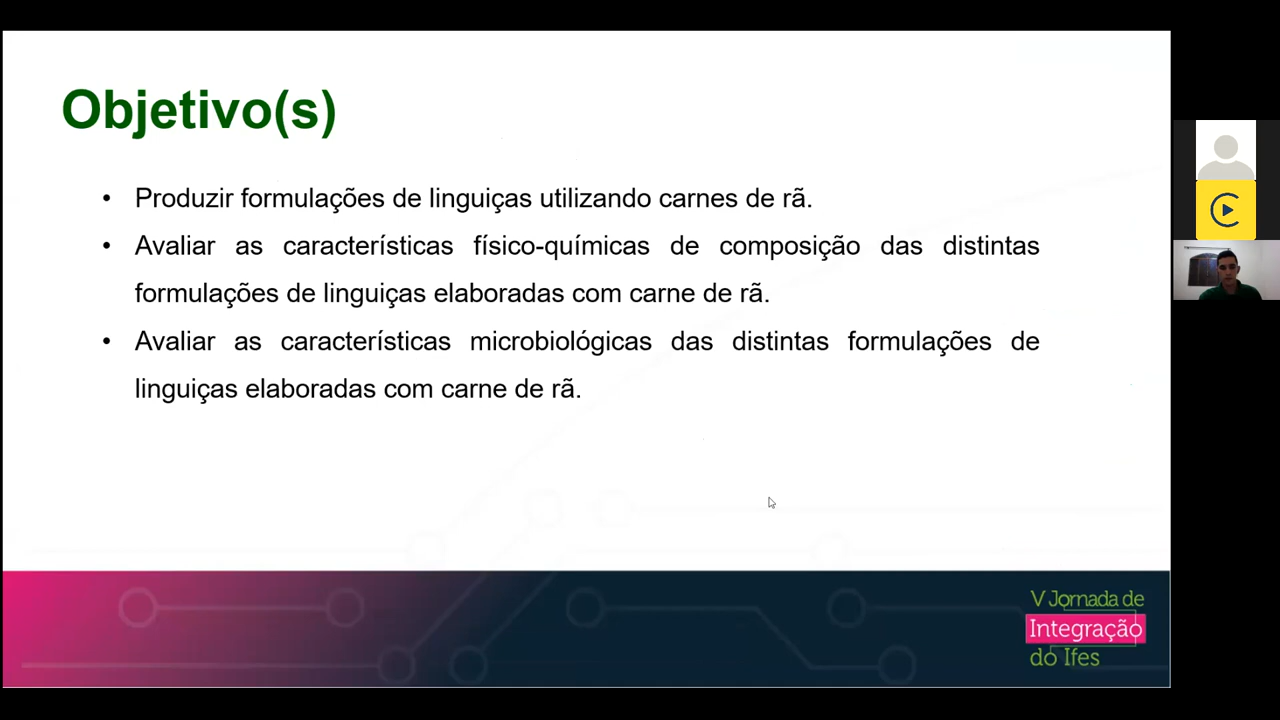 Objetivo(s)
• Produzir formulações de linguiças utilizando carnes de rã.
• Avaliar as características físico-químicas de composição das distintas
formulações de linguiças elaboradas com carne de rã.
• Avaliar as características microbiológicas das distintas formulações de
linguiças elaboradas com carne de rã.
V Jornada de
Integração
do Ifes